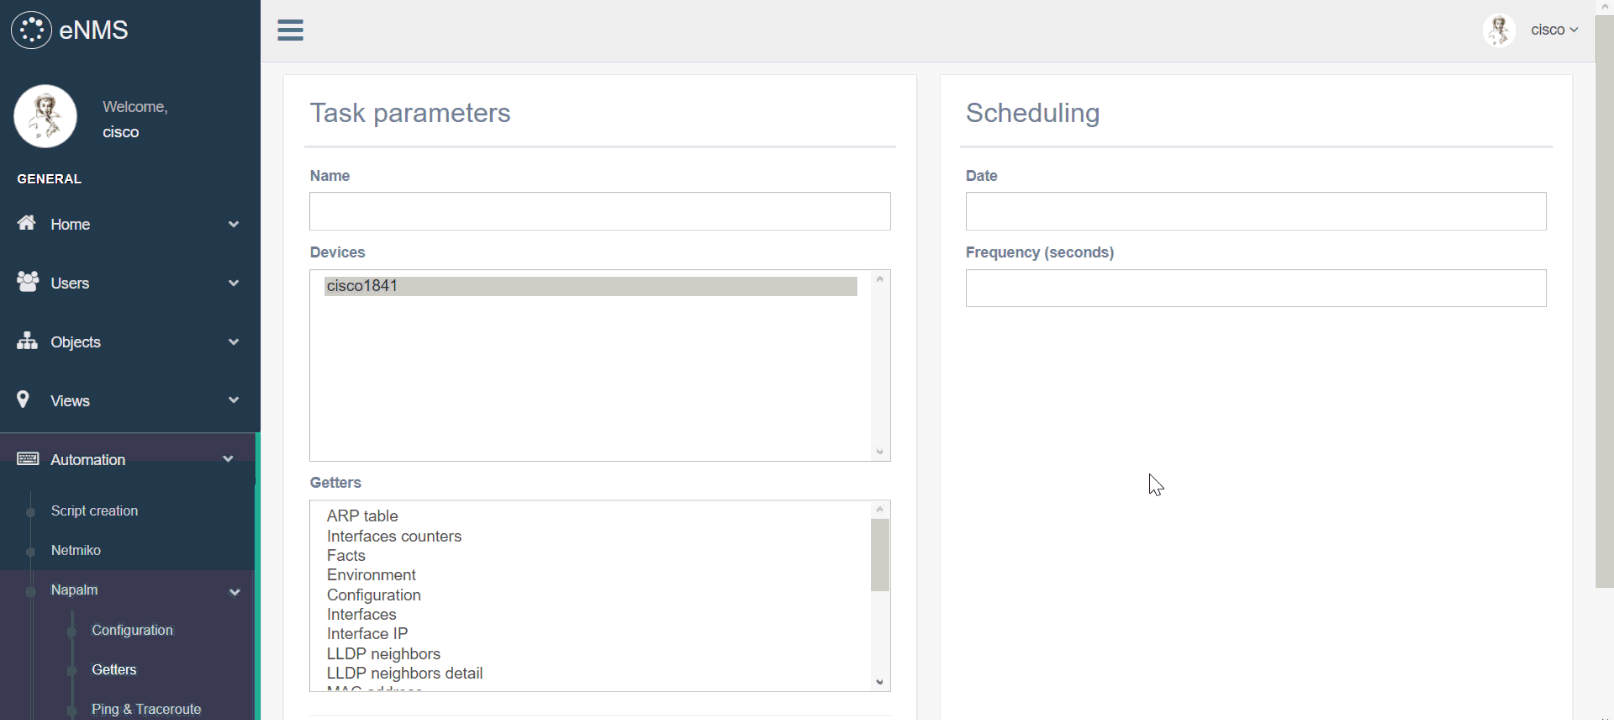 eNMS
cisco
Welcome,
cisco
GENERAL
Home
Users
Objects
Views
Automation
Script creation
Netmiko
Napalm
Configuration
Getters
Ping & Traceroute
Task parameters
Name
Devices
cisco1841
Getters
ARP table
Interfaces counters
Facts
Environment
Configuration
Interfaces
Interface IP
LLDP neighbors
LLDP neighbors detail
MAC address
Scheduling
Date
Frequency (seconds)